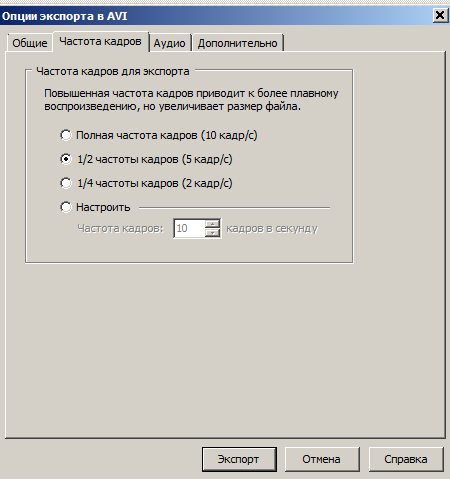 Опции экспорта в AVI
Общие Частота кадров Аудио Дополнительно
Частота кадров для экспорта
Повышенная частота кадров приводит к более плавному
воспроизведению, но увеличивает размер файла.
Полная частота кадров (10 кадр/с)
1/2 частоты кадров (5 кадр/с)
1/4 частоты кадров (2 кадр/с)
Настроить
Частота кадров: 10 кадров в секунду
Экспорт Отмена Справка